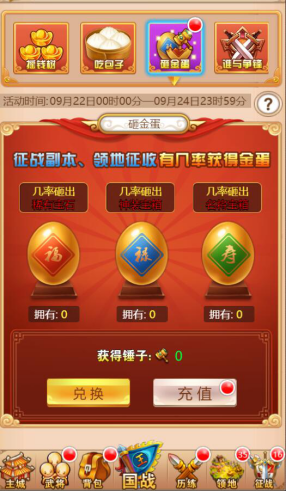 摇钱树 吃包子 砸金蛋 谁与争锋
活动时间: 09月22日00时00分—09月24日23时59分 ?
砸金蛋
征战副本、领地征收有几率获得金蛋
几率砸出 几率砸出 几率砸出
福 禄 寿
拥有: 0 拥有: 0 拥有: 0
获得锤子: 0
兑换 充值
35 16
主城 武将 背包 国战 历练 领地 征战